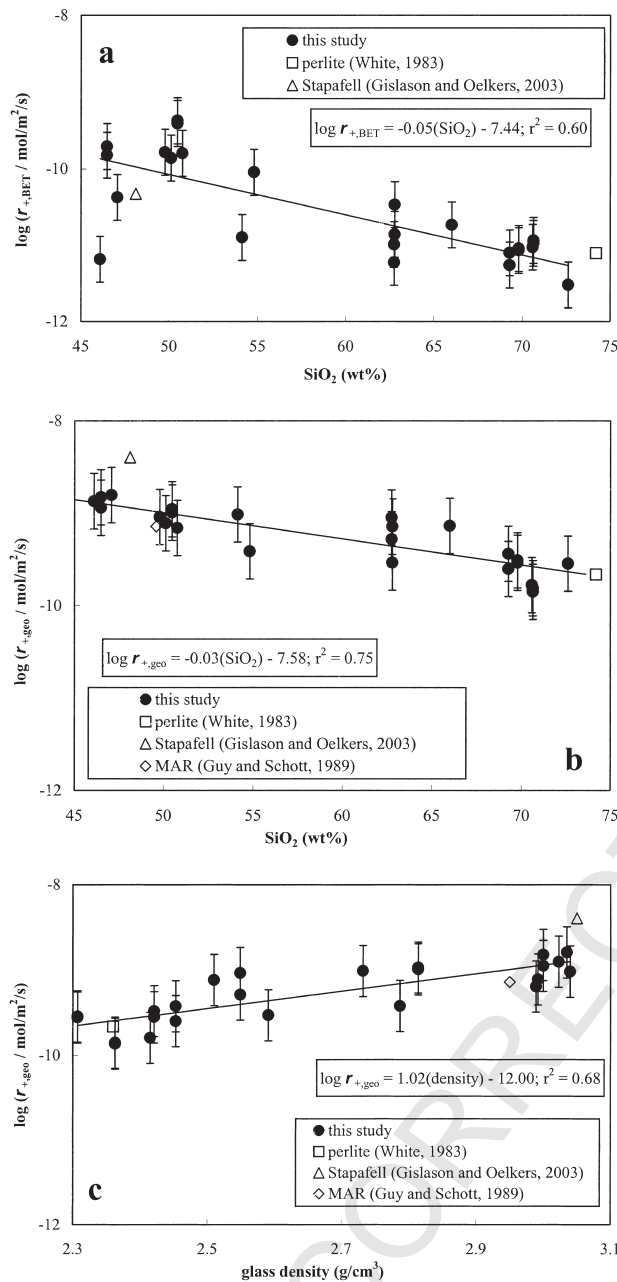 -8
a
● this study
□ perlite (White, 1983)
△ Stapafell (Gislason and Oelkers, 2003)
log r +,BET = -0.05(SiO2) - 7.44; r² = 0.60
log (r+,BET / mol/m²/s)
-10
-12
45 50 55 60 65 70 75
SiO2 (wt%)
-8
log (r+,geo / mol/m²/s)
-10
log r +,geo = -0.03(SiO2) - 7.58; r² = 0.75
● this study
□ perlite (White, 1983)
△ Stapafell (Gislason and Oelkers, 2003)
◇ MAR (Guy and Schott, 1989)
b
-12
45 50 55 60 65 70 75
SiO2 (wt%)
-8
c
log (r+,geo / mol/m²/s)
-10
log r +,geo = 1.02(density) - 12.00; r² = 0.68
● this study
□ perlite (White, 1983)
△ Stapafell (Gislason and Oelkers, 2003)
◇ MAR (Guy and Schott, 1989)
-12
2.3 2.5 2.7 2.9 3.1
glass density (g/cm³)
CORRECT